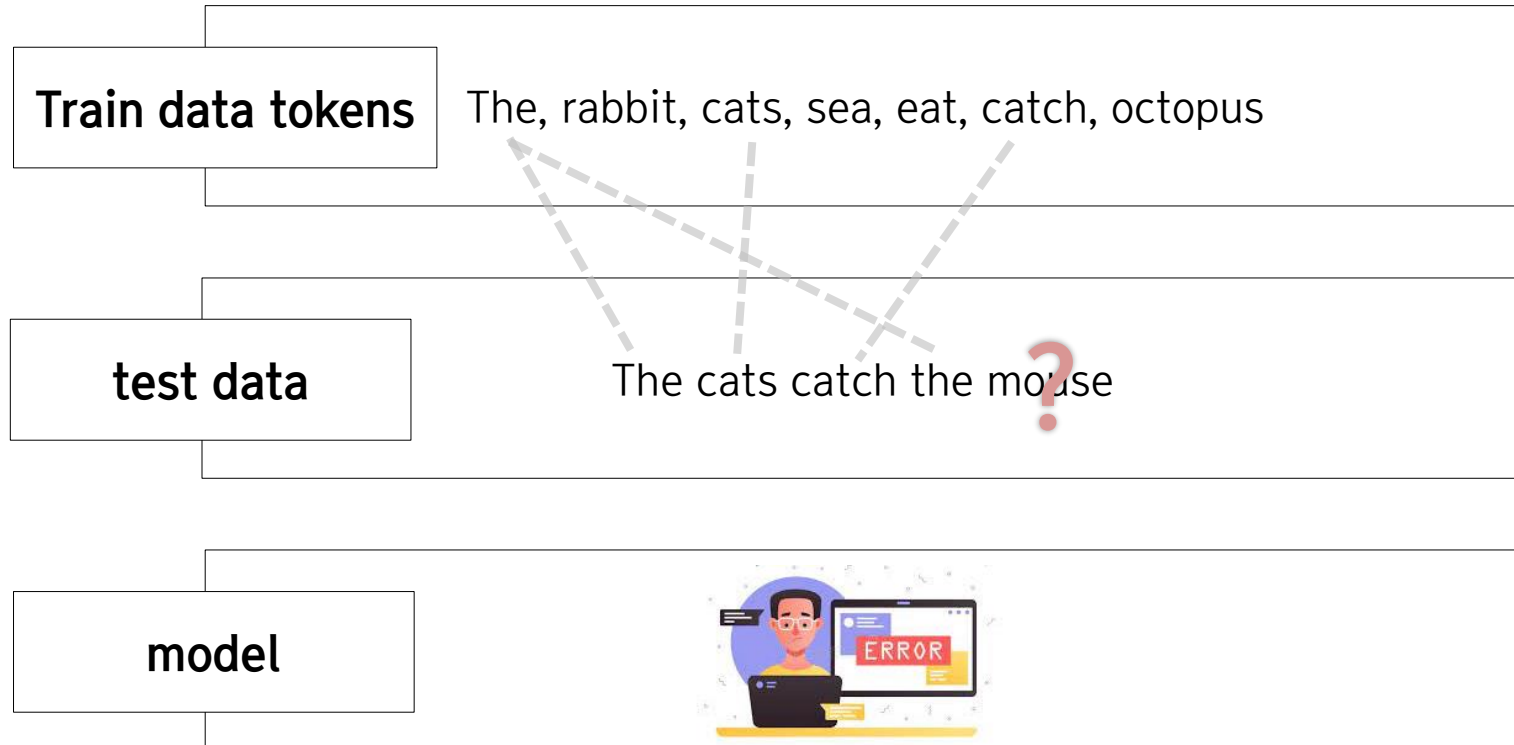 Train data tokens
The, rabbit, cats, sea, eat, catch, octopus
test data
The cats catch the mouse
?
model
ERROR